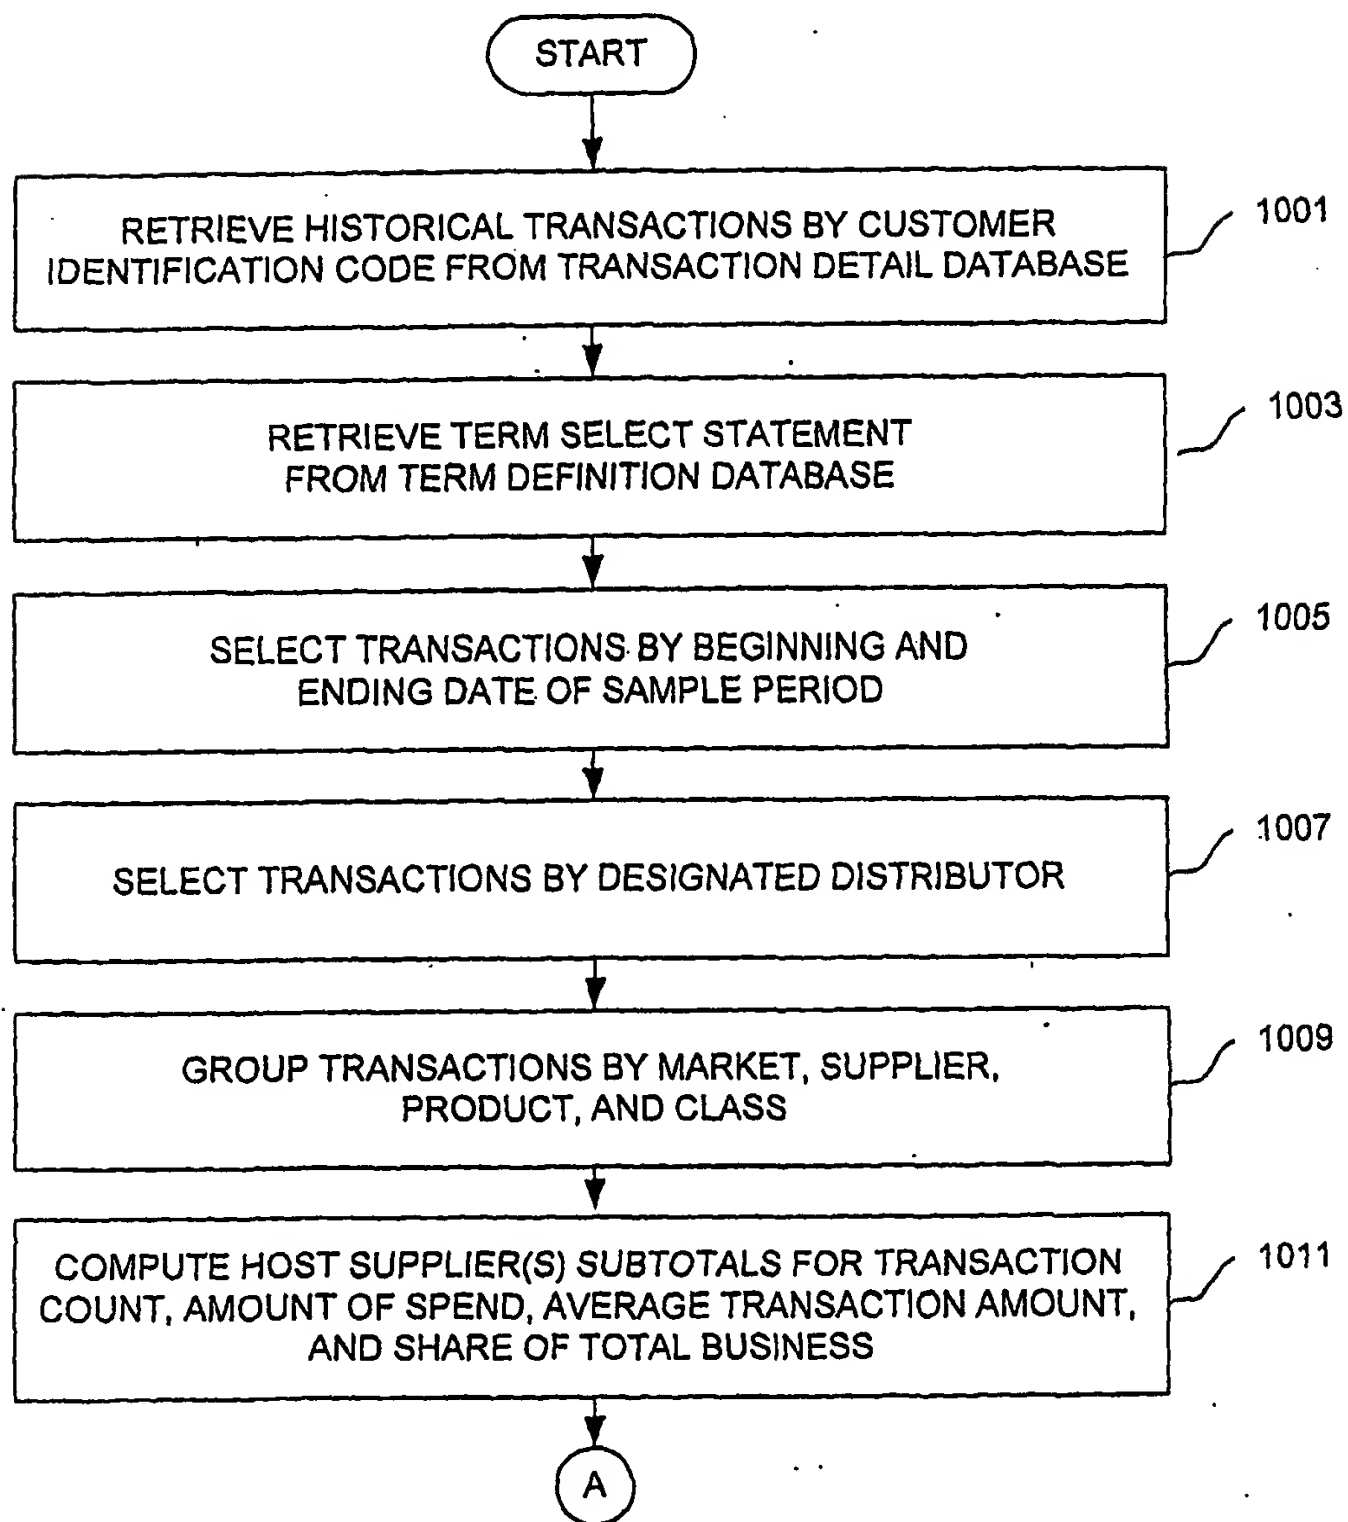 START
RETRIEVE HISTORICAL TRANSACTIONS BY CUSTOMER
IDENTIFICATION CODE FROM TRANSACTION DETAIL DATABASE
1001
RETRIEVE TERM SELECT STATEMENT
FROM TERM DEFINITION DATABASE
1003
SELECT TRANSACTIONS BY BEGINNING AND
ENDING DATE OF SAMPLE PERIOD
1005
SELECT TRANSACTIONS BY DESIGNATED DISTRIBUTOR
1007
GROUP TRANSACTIONS BY MARKET, SUPPLIER,
PRODUCT, AND CLASS
1009
COMPUTE HOST SUPPLIER(S) SUBTOTALS FOR TRANSACTION
COUNT, AMOUNT OF SPEND, AVERAGE TRANSACTION AMOUNT,
AND SHARE OF TOTAL BUSINESS
1011
A